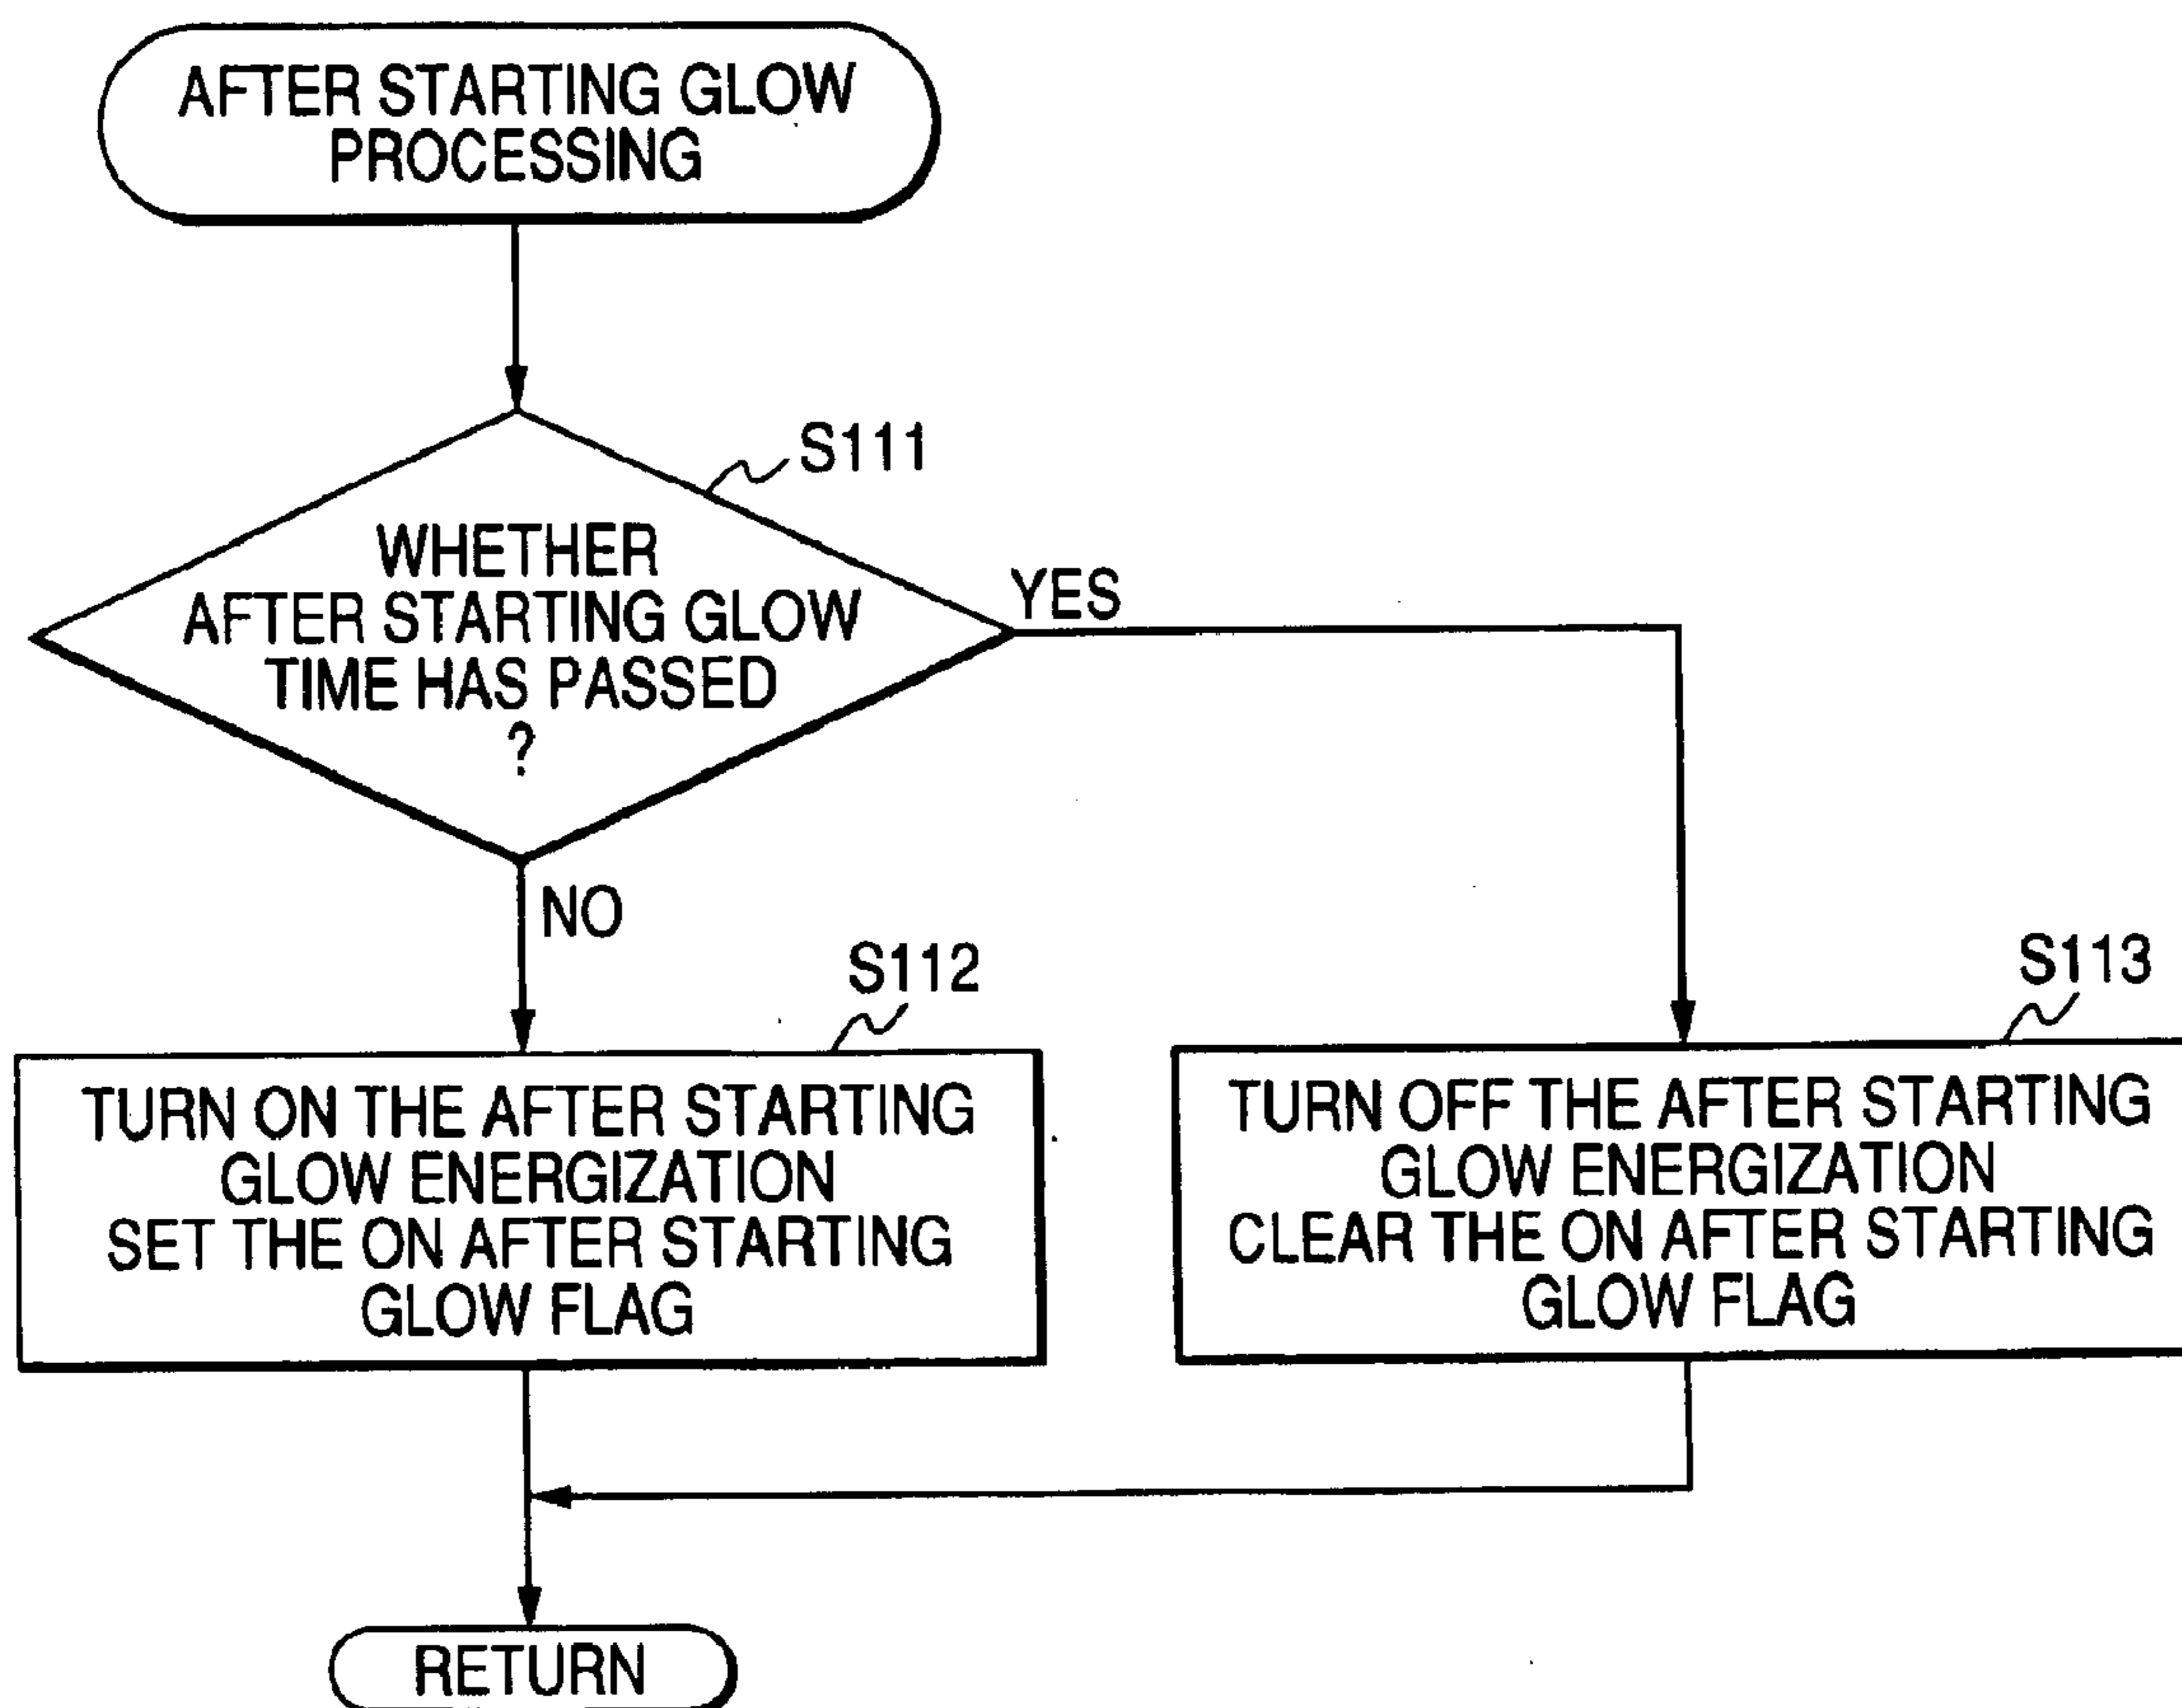 AFTER STARTING GLOW
PROCESSING
S111
WHETHER
AFTER STARTING GLOW
TIME HAS PASSED
?
YES
NO
S112
TURN ON THE AFTER STARTING
GLOW ENERGIZATION
SET THE ON AFTER STARTING
GLOW FLAG
S113
TURN OFF THE AFTER STARTING
GLOW ENERGIZATION
CLEAR THE ON AFTER STARTING
GLOW FLAG
RETURN